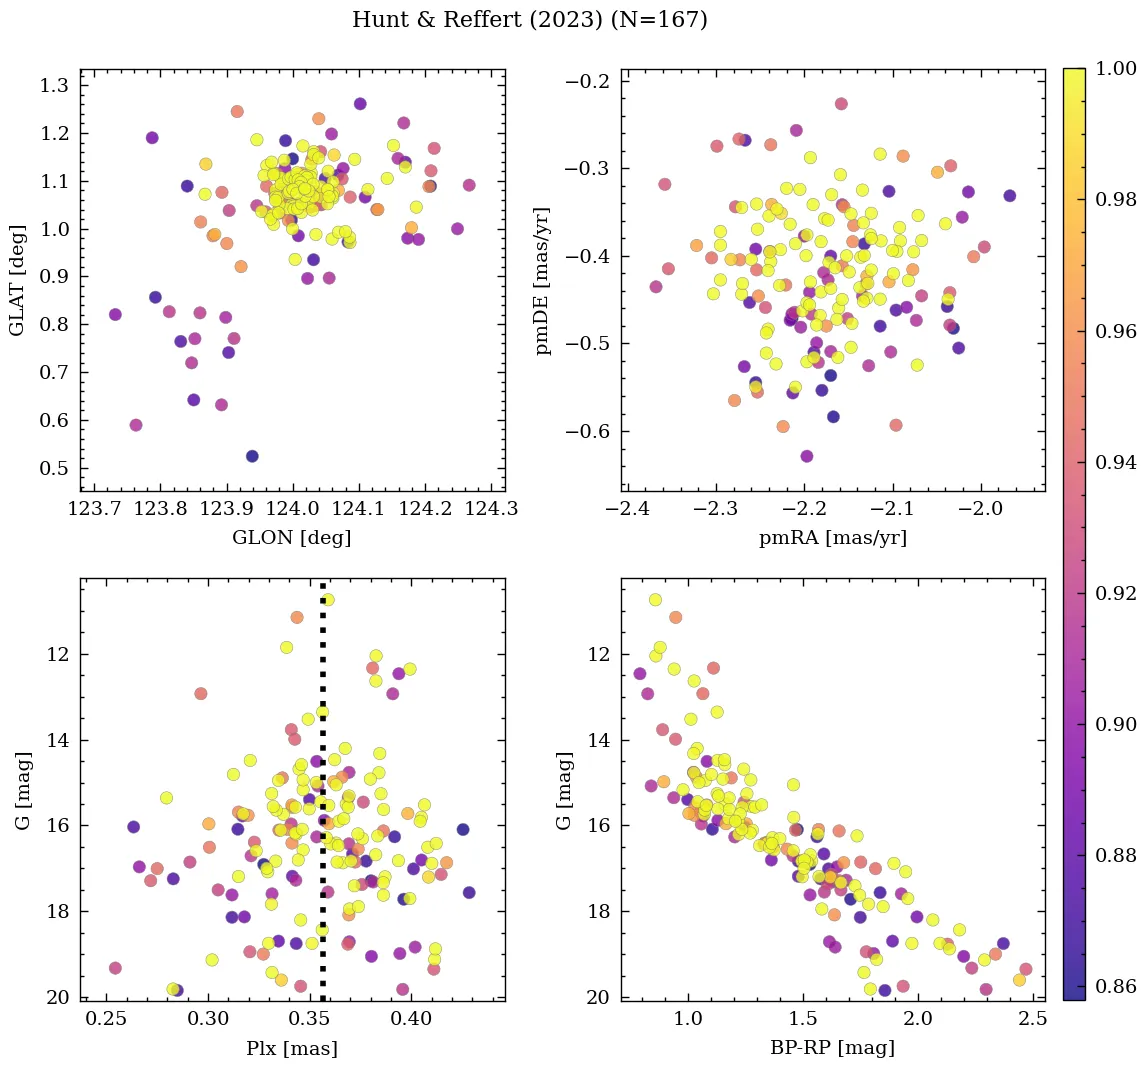 Hunt & Reffert (2023) (N=167)
1.3
1.2
1.1
1.0
0.9
0.8
0.7
0.6
0.5
GLAT [deg]
123.7 123.8 123.9 124.0 124.1 124.2 124.3
GLON [deg]
−0.2
−0.3
−0.4
−0.5
−0.6
pmDE [mas/yr]
−2.4 −2.3 −2.2 −2.1 −2.0
pmRA [mas/yr]
12
14
16
18
20
G [mag]
0.25 0.30 0.35 0.40
Plx [mas]
12
14
16
18
20
G [mag]
1.0 1.5 2.0 2.5
BP-RP [mag]
1.00
0.98
0.96
0.94
0.92
0.90
0.88
0.86